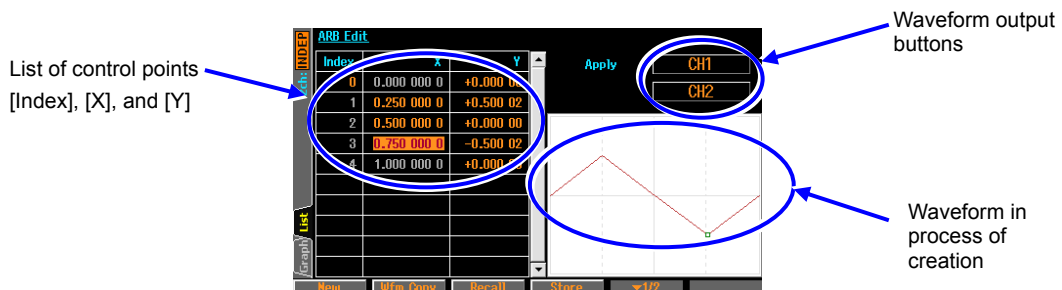 Waveform output
buttons
List of control points
[Index], [X], and [Y]
INDEP
ch:
ARB Edit
Index X Y
0 0.000 000 0 +0.000 00
1 0.250 000 0 +0.500 02
2 0.500 000 0 +0.000 00
3 0.750 000 0 -0.500 02
4 1.000 000 0 +0.000 00
Apply
CH1
CH2
List
Graph
Waveform in
process of
creation
New Wfm Copy Recall Store ▼1/2